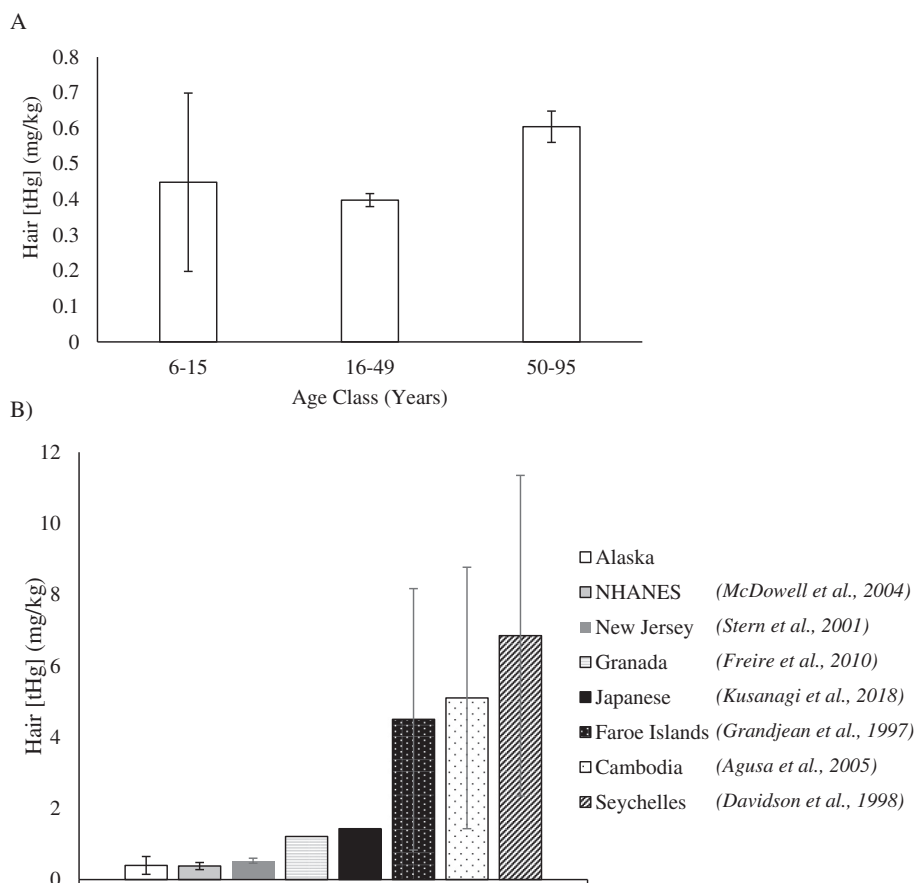 A
0.8
0.7
0.6
0.5
0.4
0.3
0.2
0.1
0
Hair [tHg] (mg/kg)
6-15 16-49 50-95
Age Class (Years)
B)
12
10
8
6
4
2
0
Hair [tHg] (mg/kg)
Alaska
NHANES (McDowell et al., 2004)
New Jersey (Stern et al., 2001)
Granada (Freire et al., 2010)
Japanese (Kusanagi et al., 2018)
Faroe Islands (Grandjean et al., 1997)
Cambodia (Agusa et al., 2005)
Seychelles (Davidson et al., 1998)